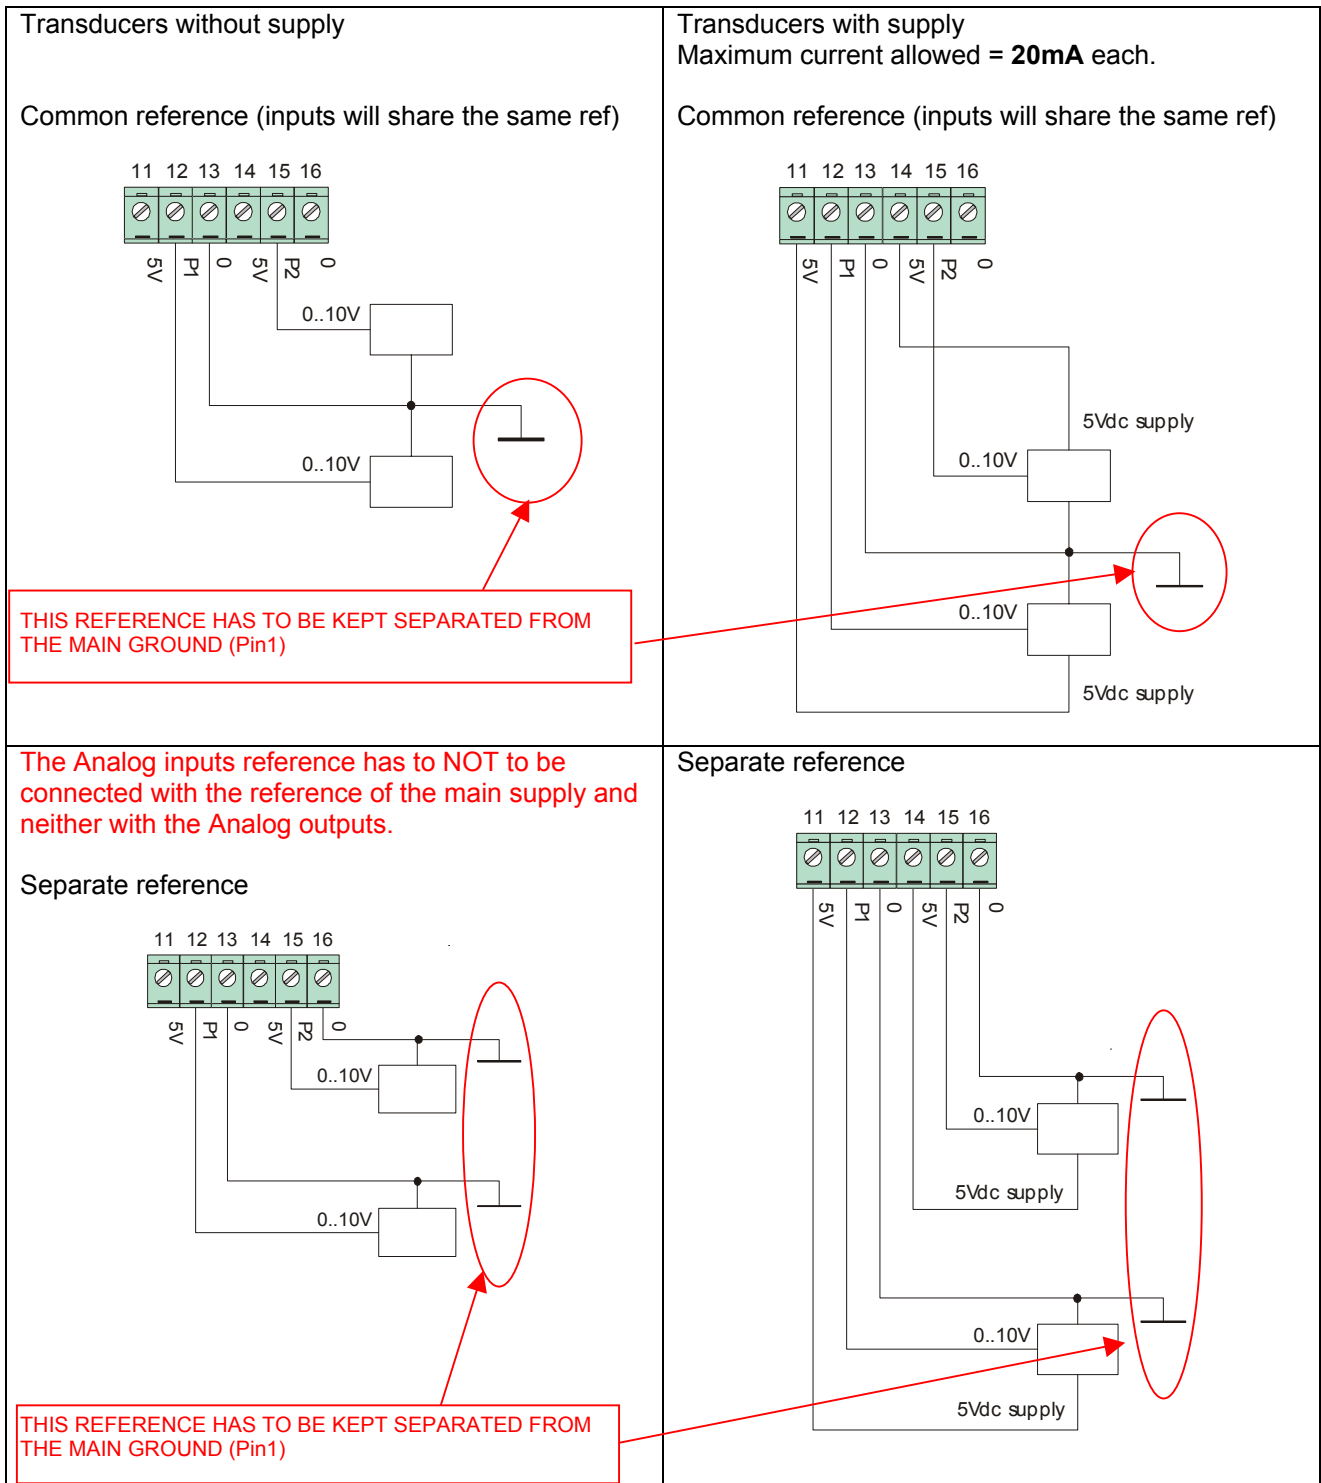 Transducers without supply
Common reference (inputs will share the same ref)
11 12 13 14 15 16
5V P1 0 5V P2 0
0..10V
0..10V
THIS REFERENCE HAS TO BE KEPT SEPARATED FROM
THE MAIN GROUND (Pin1)
Transducers with supply
Maximum current allowed = 20mA each.
Common reference (inputs will share the same ref)
11 12 13 14 15 16
5V P1 0 5V P2 0
5Vdc supply
0..10V
0..10V
5Vdc supply
The Analog inputs reference has to NOT to be
connected with the reference of the main supply and
neither with the Analog outputs.
Separate reference
11 12 13 14 15 16
5V P1 0 5V P2 0
0..10V
0..10V
THIS REFERENCE HAS TO BE KEPT SEPARATED FROM
THE MAIN GROUND (Pin1)
Separate reference
11 12 13 14 15 16
5V P1 0 5V P2 0
0..10V
5Vdc supply
0..10V
5Vdc supply